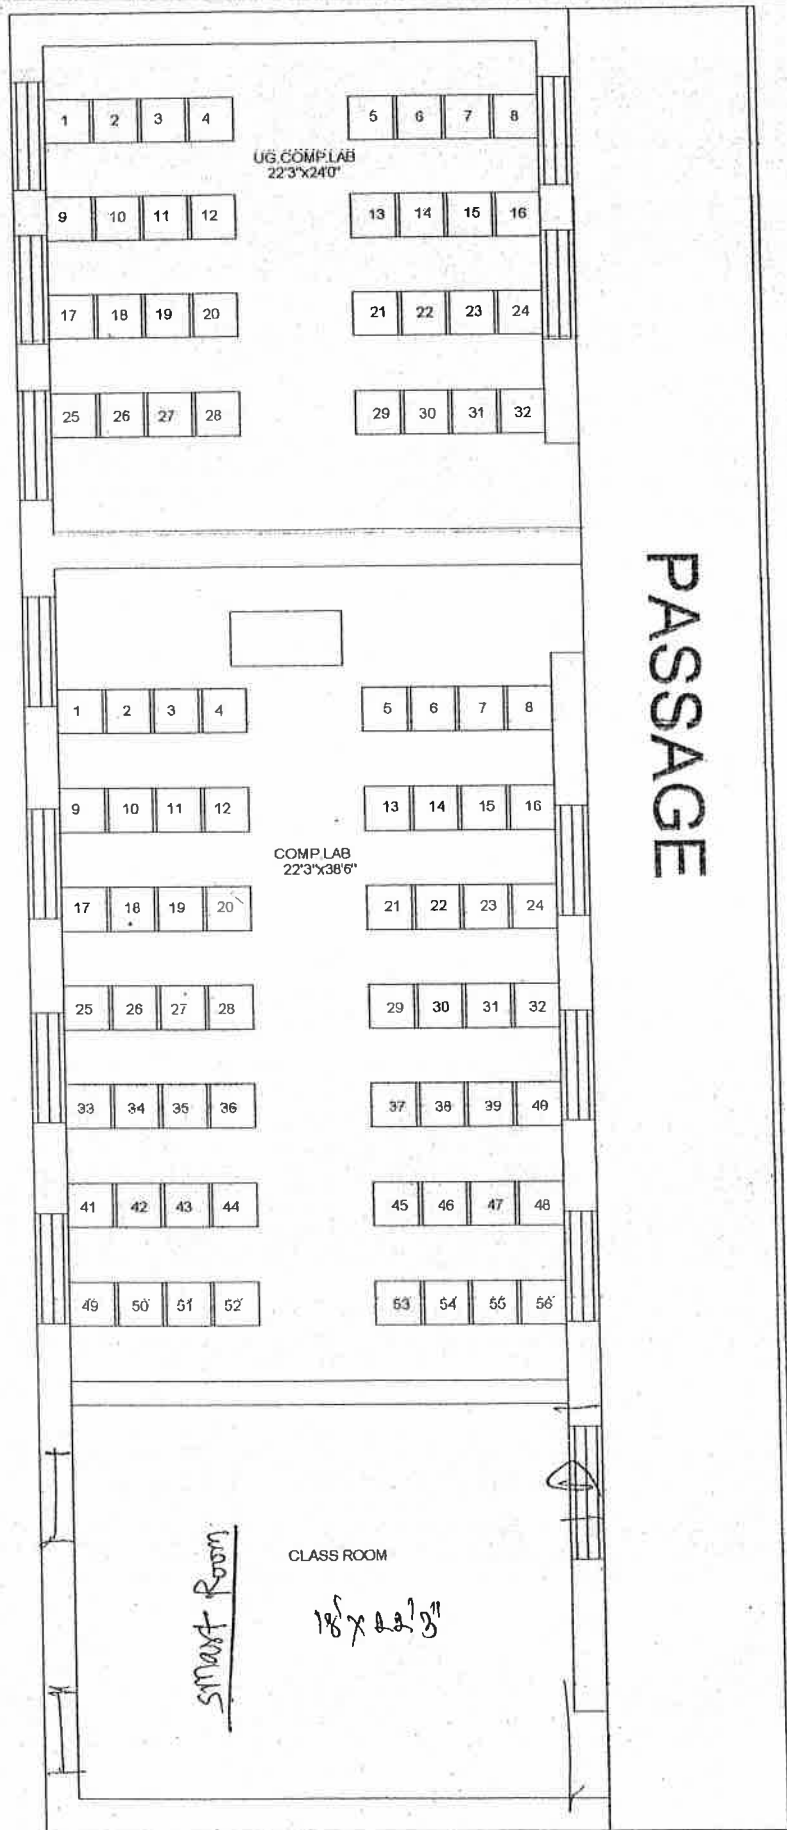 1 2 3 4 5 6 7 8
UG.COMP.LAB
22'3"x24'0"
9 10 11 12 13 14 15 16
17 18 19 20 21 22 23 24
25 26 27 28 29 30 31 32
PASSAGE
1 2 3 4 5 6 7 8
9 10 11 12 13 14 15 16
COMP.LAB
22'3"x38'6"
17 18 19 20 21 22 23 24
25 26 27 28 29 30 31 32
33 34 35 36 37 38 39 40
41 42 43 44 45 46 47 48
49 50 51 52 53 54 55 56
smart Room
CLASS ROOM
18'x22'3"